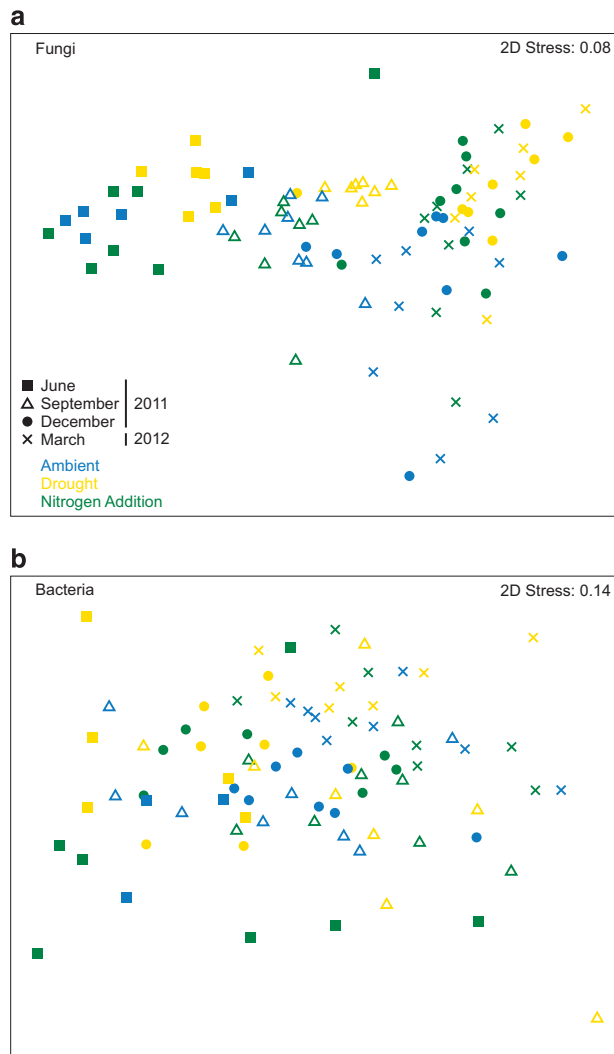 a
Fungi 2D Stress: 0.08
June
September 2011
December
March 2012
Ambient
Drought
Nitrogen Addition
b
Bacteria 2D Stress: 0.14